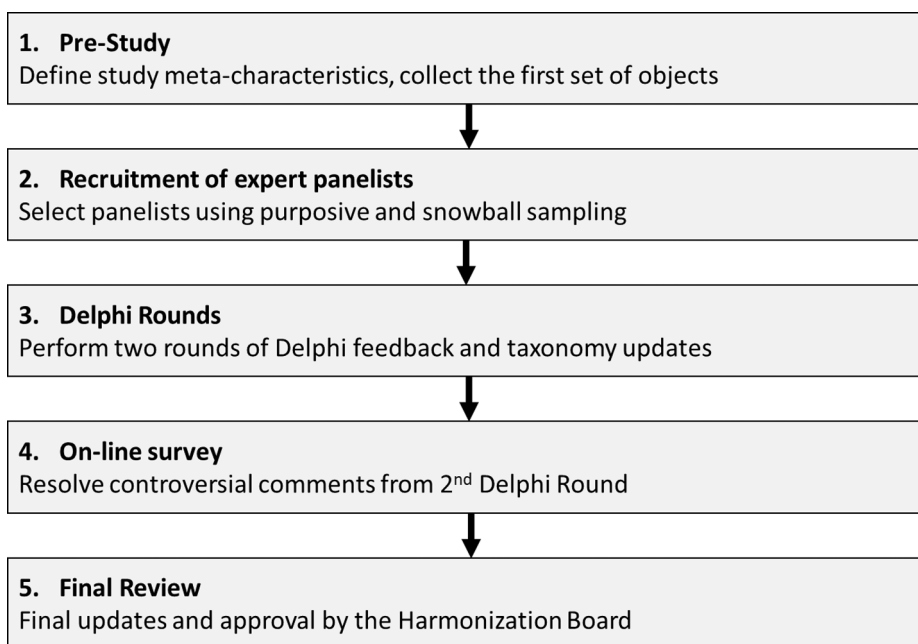 1. Pre-Study
Define study meta-characteristics, collect the first set of objects
2. Recruitment of expert panelists
Select panelists using purposive and snowball sampling
3. Delphi Rounds
Perform two rounds of Delphi feedback and taxonomy updates
4. On-line survey
Resolve controversial comments from 2nd Delphi Round
5. Final Review
Final updates and approval by the Harmonization Board